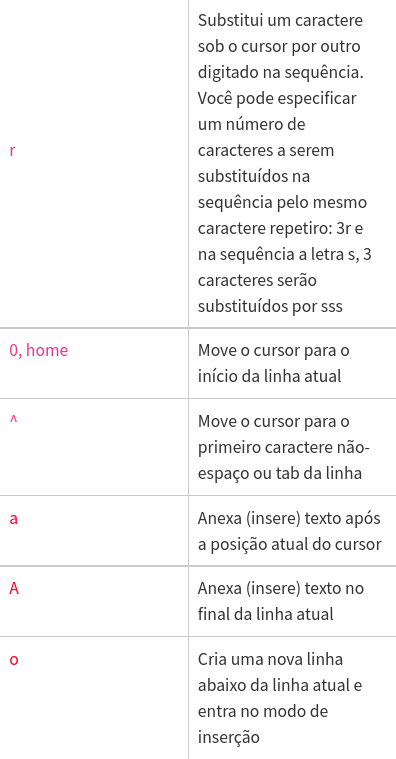 r
Substitui um caractere
sob o cursor por outro
digitado na sequência.
Você pode especificar
um número de
caracteres a serem
substituídos na
sequência pelo mesmo
caractere repetiro: 3r e
na sequência a letra s, 3
caracteres serão
substituídos por sss
0, home
Move o cursor para o
início da linha atual
^
Move o cursor para o
primeiro caractere não-
espaço ou tab da linha
a
Anexa (insere) texto após
a posição atual do cursor
A
Anexa (insere) texto no
final da linha atual
o
Cria uma nova linha
abaixo da linha atual e
entra no modo de
inserção